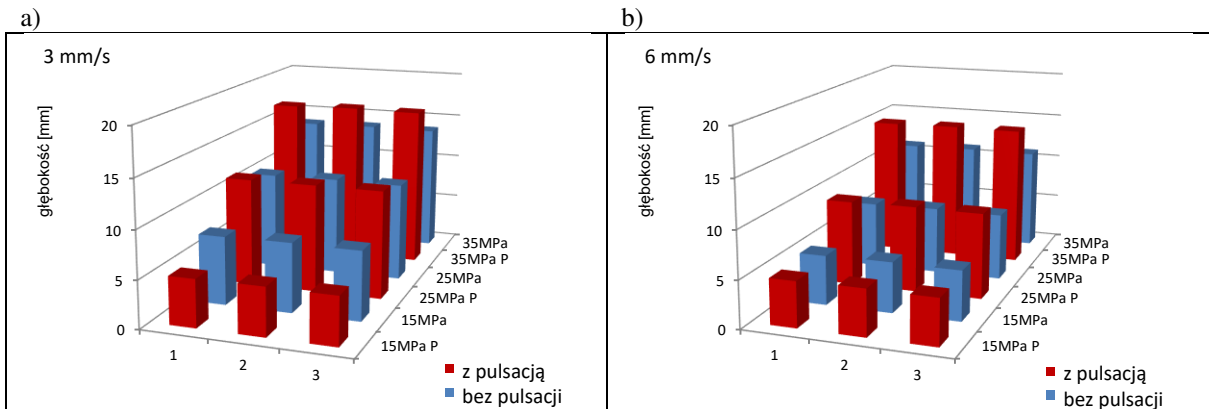 a)
3 mm/s
głębokość [mm]
20
15
10
5
0
1
2
3
35MPa
35MPa P
25MPa
25MPa P
15MPa
15MPa P
z pulsacją
bez pulsacji
b)
6 mm/s
głębokość [mm]
20
15
10
5
0
1
2
3
35MPa
35MPa P
25MPa
25MPa P
15MPa
15MPa P
z pulsacją
bez pulsacji